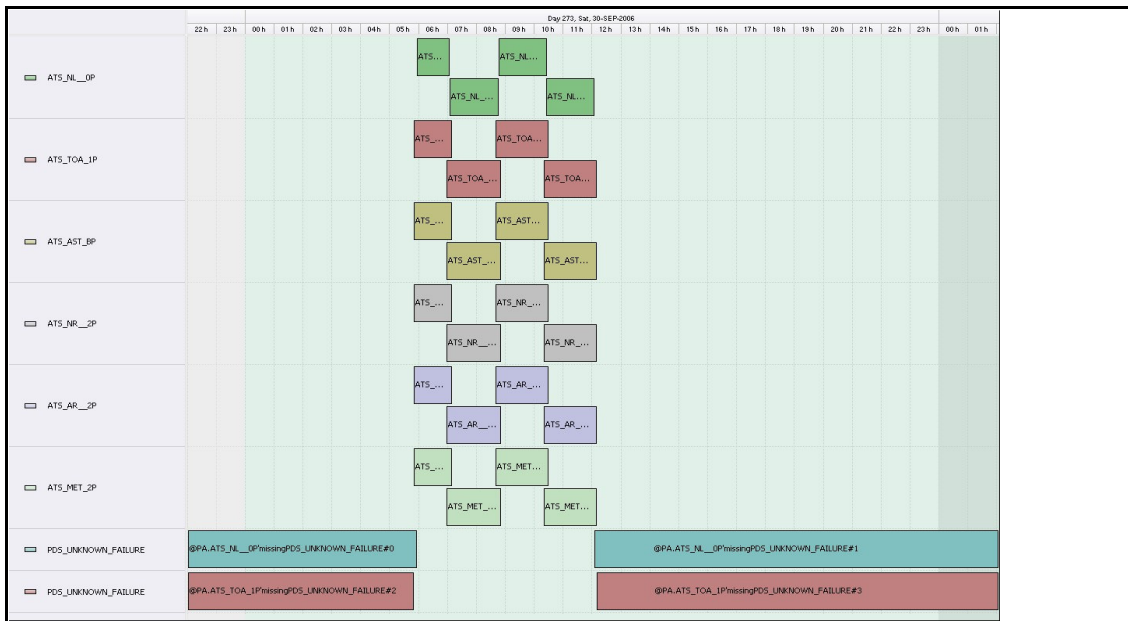 Day 273, Sat, 30-SEP-2006
22 h 23 h 00 h 01 h 02 h 03 h 04 h 05 h 06 h 07 h 08 h 09 h 10 h 11 h 12 h 13 h 14 h 15 h 16 h 17 h 18 h 19 h 20 h 21 h 22 h 23 h 00 h 01 h
ATS... ATS_NL...
ATS_NL__0P
ATS_NL_... ATS_NL...
ATS_... ATS_TOA...
ATS_TOA_1P
ATS_TOA_... ATS_TOA...
ATS_... ATS_AST...
ATS_AST_BP
ATS_AST_... ATS_AST...
ATS_... ATS_NR_...
ATS_NR__2P
ATS_NR__... ATS_NR_...
ATS_... ATS_AR_...
ATS_AR__2P
ATS_AR__... ATS_AR_...
ATS_... ATS_MET...
ATS_MET_2P
ATS_MET_... ATS_MET...
PDS_UNKNOWN_FAILURE @PA.ATS_NL__0P'missingPDS_UNKNOWN_FAILURE#0 @PA.ATS_NL__0P'missingPDS_UNKNOWN_FAILURE#1
PDS_UNKNOWN_FAILURE @PA.ATS_TOA_1P'missingPDS_UNKNOWN_FAILURE#2 @PA.ATS_TOA_1P'missingPDS_UNKNOWN_FAILURE#3